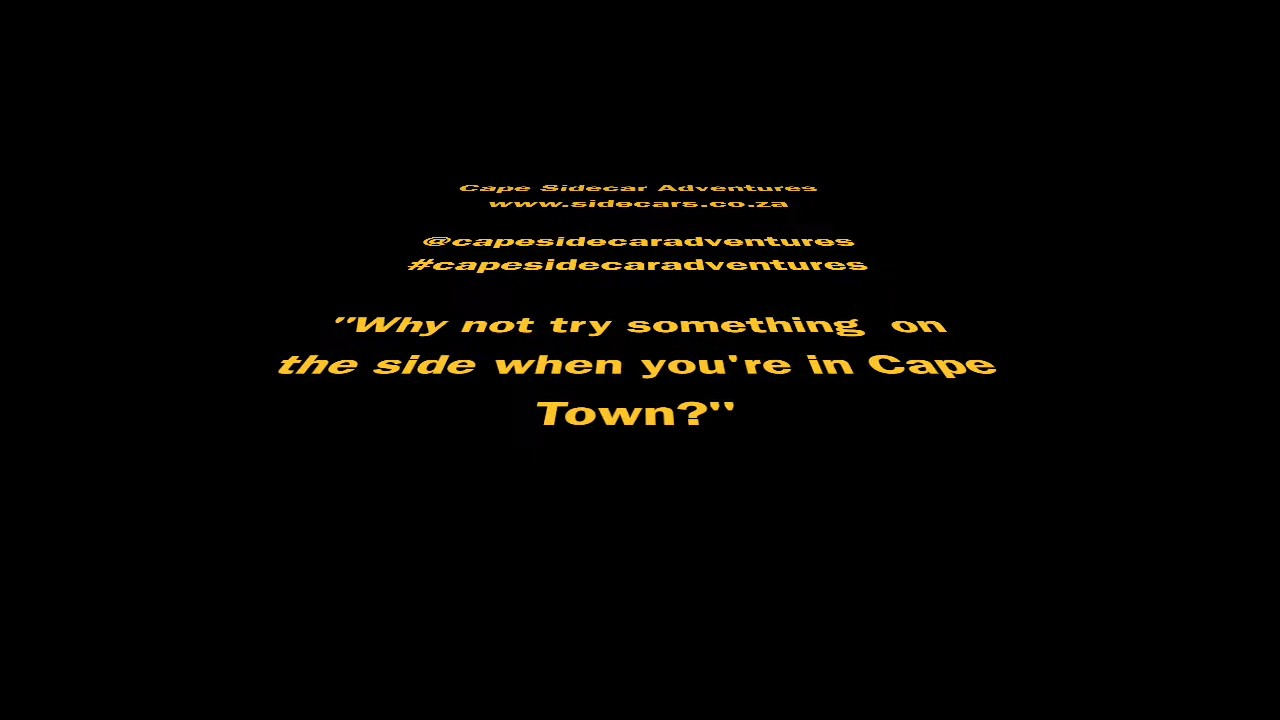 Cape Sidecar Adventures
www.sidecars.co.za
@capesidecaradventures
#capesidecaradventures
"Why not try something  on
the side when you're in Cape
Town?"